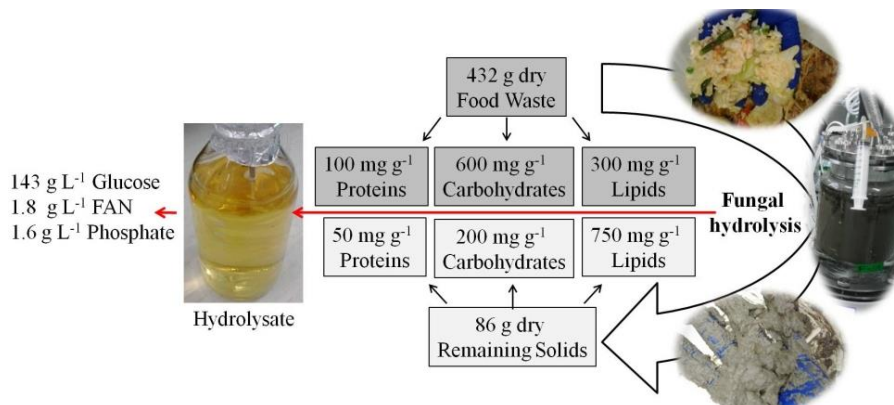 432 g dry
Food Waste
100 mg g⁻¹
Proteins
600 mg g⁻¹
Carbohydrates
300 mg g⁻¹
Lipids
143 g L⁻¹ Glucose
1.8 g L⁻¹ FAN
1.6 g L⁻¹ Phosphate
Fungal
hydrolysis
50 mg g⁻¹
Proteins
200 mg g⁻¹
Carbohydrates
750 mg g⁻¹
Lipids
Hydrolysate
86 g dry
Remaining Solids